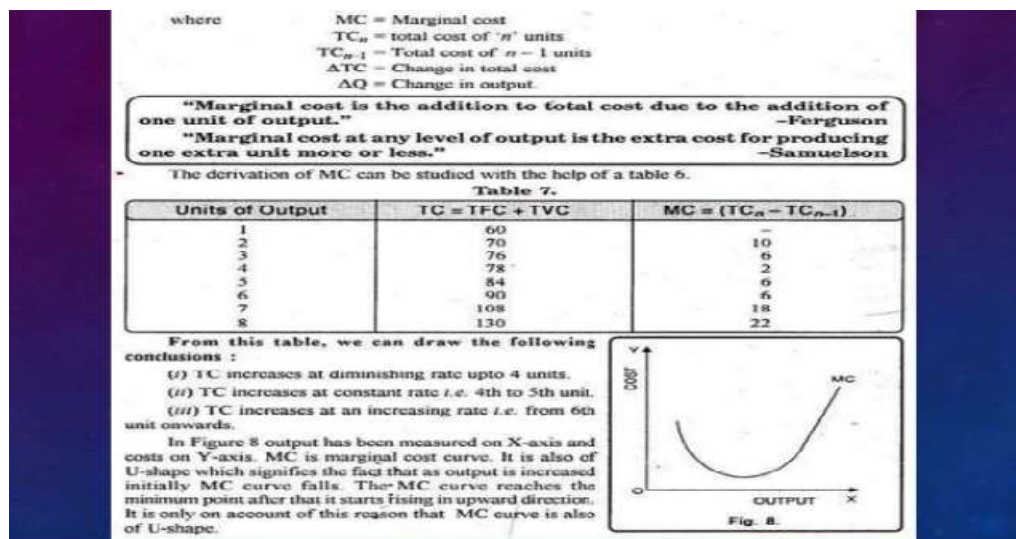 where MC = Marginal cost
TCn = total cost of 'n' units
TCn-1 = Total cost of n – 1 units
ΔTC = Change in total cost
ΔQ = Change in output.
"Marginal cost is the addition to total cost due to the addition of
one unit of output." –Ferguson
"Marginal cost at any level of output is the extra cost for producing
one extra unit more or less." –Samuelson
The derivation of MC can be studied with the help of a table 6.
Table 7.
Units of Output TC = TFC + TVC MC = (TCn – TCn-1)
1 60 –
2 70 10
3 76 6
4 78 2
5 84 6
6 90 6
7 108 18
8 130 22
From this table, we can draw the following
conclusions :
(i) TC increases at diminishing rate upto 4 units.
(ii) TC increases at constant rate i.e. 4th to 5th unit.
(iii) TC increases at an increasing rate i.e. from 6th
unit onwards.
In Figure 8 output has been measured on X-axis and
costs on Y-axis. MC is marginal cost curve. It is also of
U-shape which signifies the fact that as output is increased
initially MC curve falls. The MC curve reaches the
minimum point after that it starts rising in upward direction.
It is only on account of this reason that MC curve is also
of U-shape.
Y
COST
MC
O
OUTPUT X
Fig. 8.